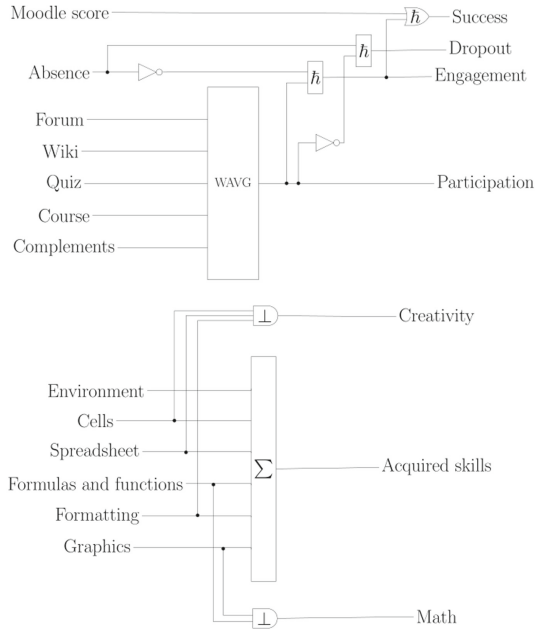 Moodle score
ħ
Success
ħ
Dropout
Absence
ħ
Engagement
Forum
Wiki
Quiz
WAVG
Participation
Course
Complements
⊥
Creativity
Environment
Cells
Spreadsheet
∑
Acquired skills
Formulas and functions
Formatting
Graphics
⊥
Math